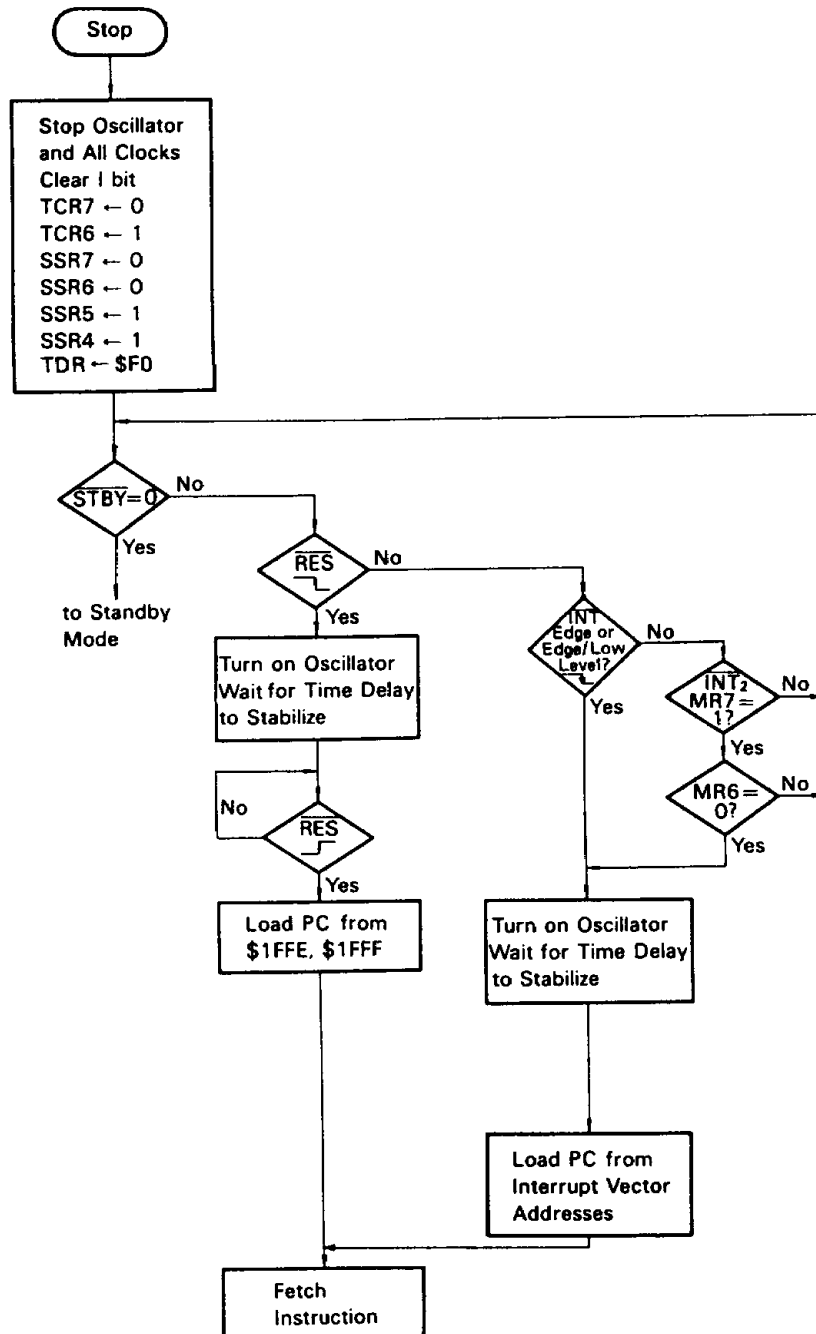 Stop
Stop Oscillator
and All Clocks
Clear I bit
TCR7 ← 0
TCR6 ← 1
SSR7 ← 0
SSR6 ← 0
SSR5 ← 1
SSR4 ← 1
TDR ← $F0
STBY=0
No
Yes
to Standby
Mode
RES
No
Yes
Turn on Oscillator
Wait for Time Delay
to Stabilize
No
RES
Yes
Load PC from
$1FFE, $1FFF
INT
Edge or
Edge/Low
Level?
No
Yes
INT₂
MR7=
1?
No
Yes
MR6=
0?
No
Yes
Turn on Oscillator
Wait for Time Delay
to Stabilize
Load PC from
Interrupt Vector
Addresses
Fetch
Instruction